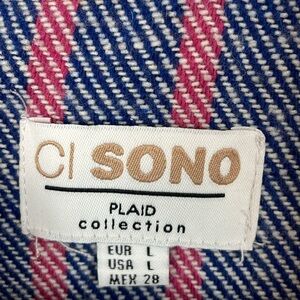 CI SONO
PLAID
collection
EUR L
USA L
MEX 28